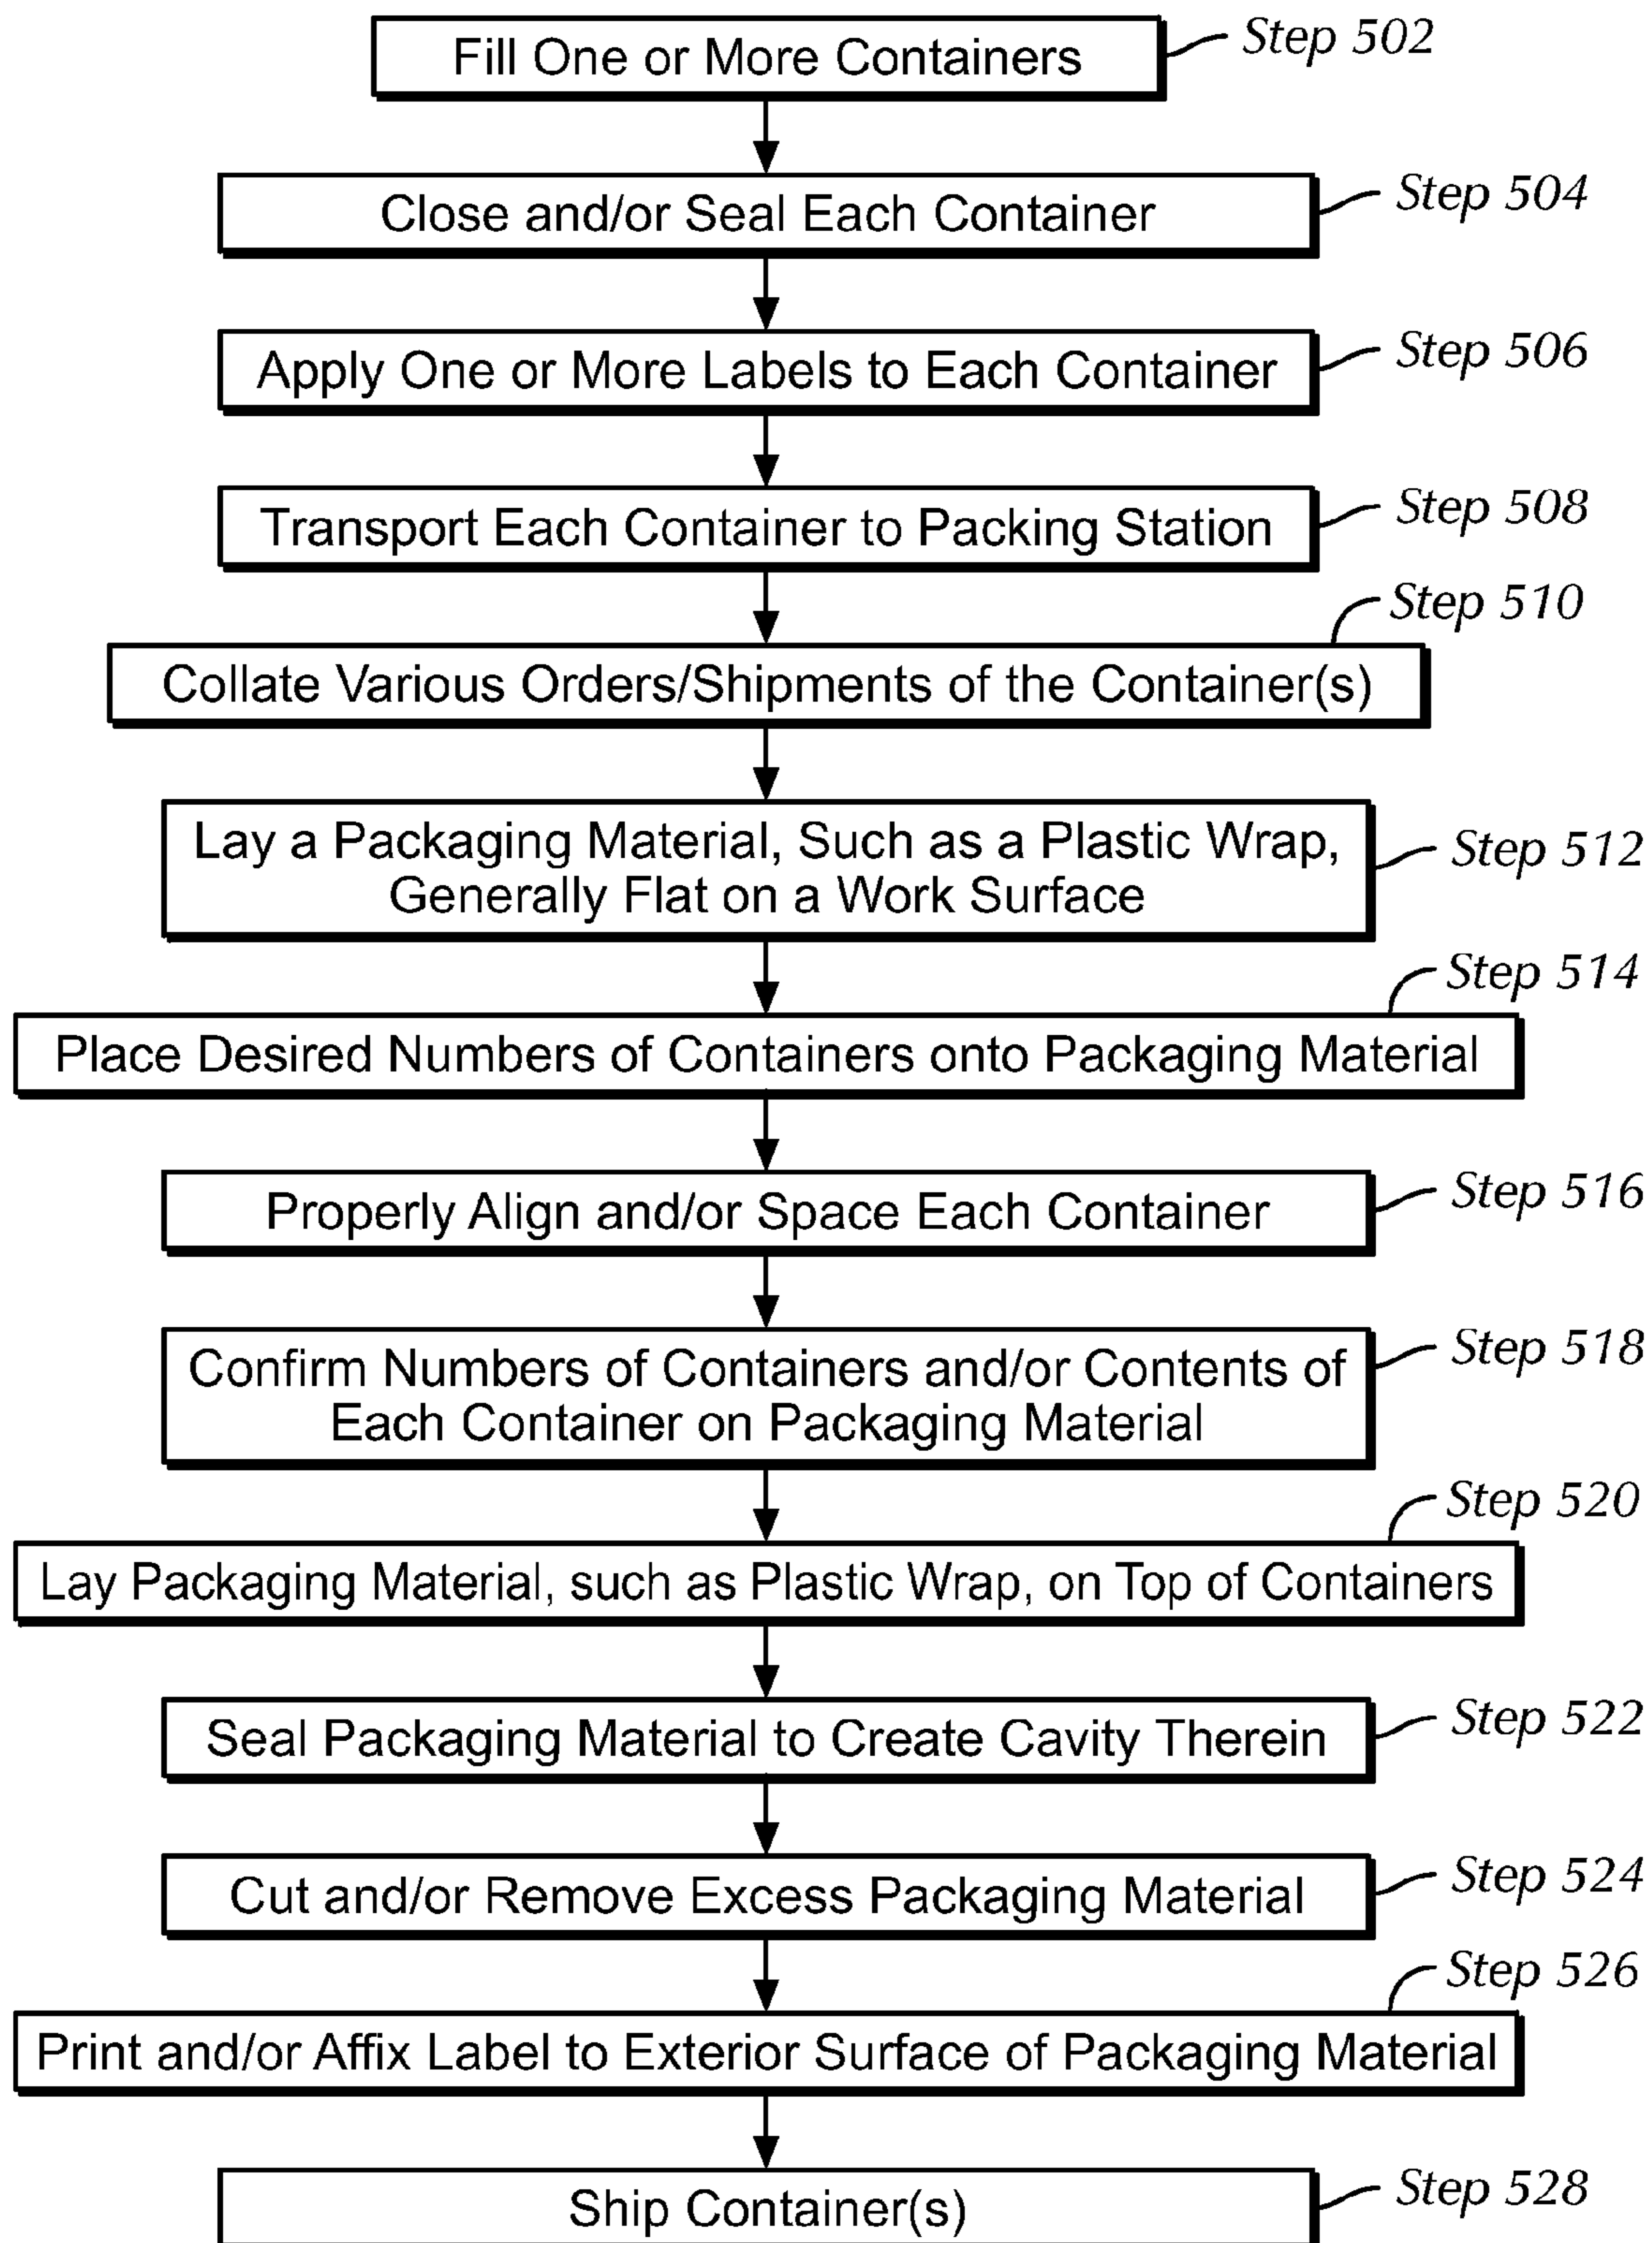 Fill One or More Containers
Step 502
Close and/or Seal Each Container
Step 504
Apply One or More Labels to Each Container
Step 506
Transport Each Container to Packing Station
Step 508
Step 510
Collate Various Orders/Shipments of the Container(s)
Lay a Packaging Material, Such as a Plastic Wrap,
Generally Flat on a Work Surface
Step 512
Step 514
Place Desired Numbers of Containers onto Packaging Material
Properly Align and/or Space Each Container
Step 516
Confirm Numbers of Containers and/or Contents of
Each Container on Packaging Material
Step 518
Step 520
Lay Packaging Material, such as Plastic Wrap, on Top of Containers
Seal Packaging Material to Create Cavity Therein
Step 522
Cut and/or Remove Excess Packaging Material
Step 524
Step 526
Print and/or Affix Label to Exterior Surface of Packaging Material
Ship Container(s)
Step 528